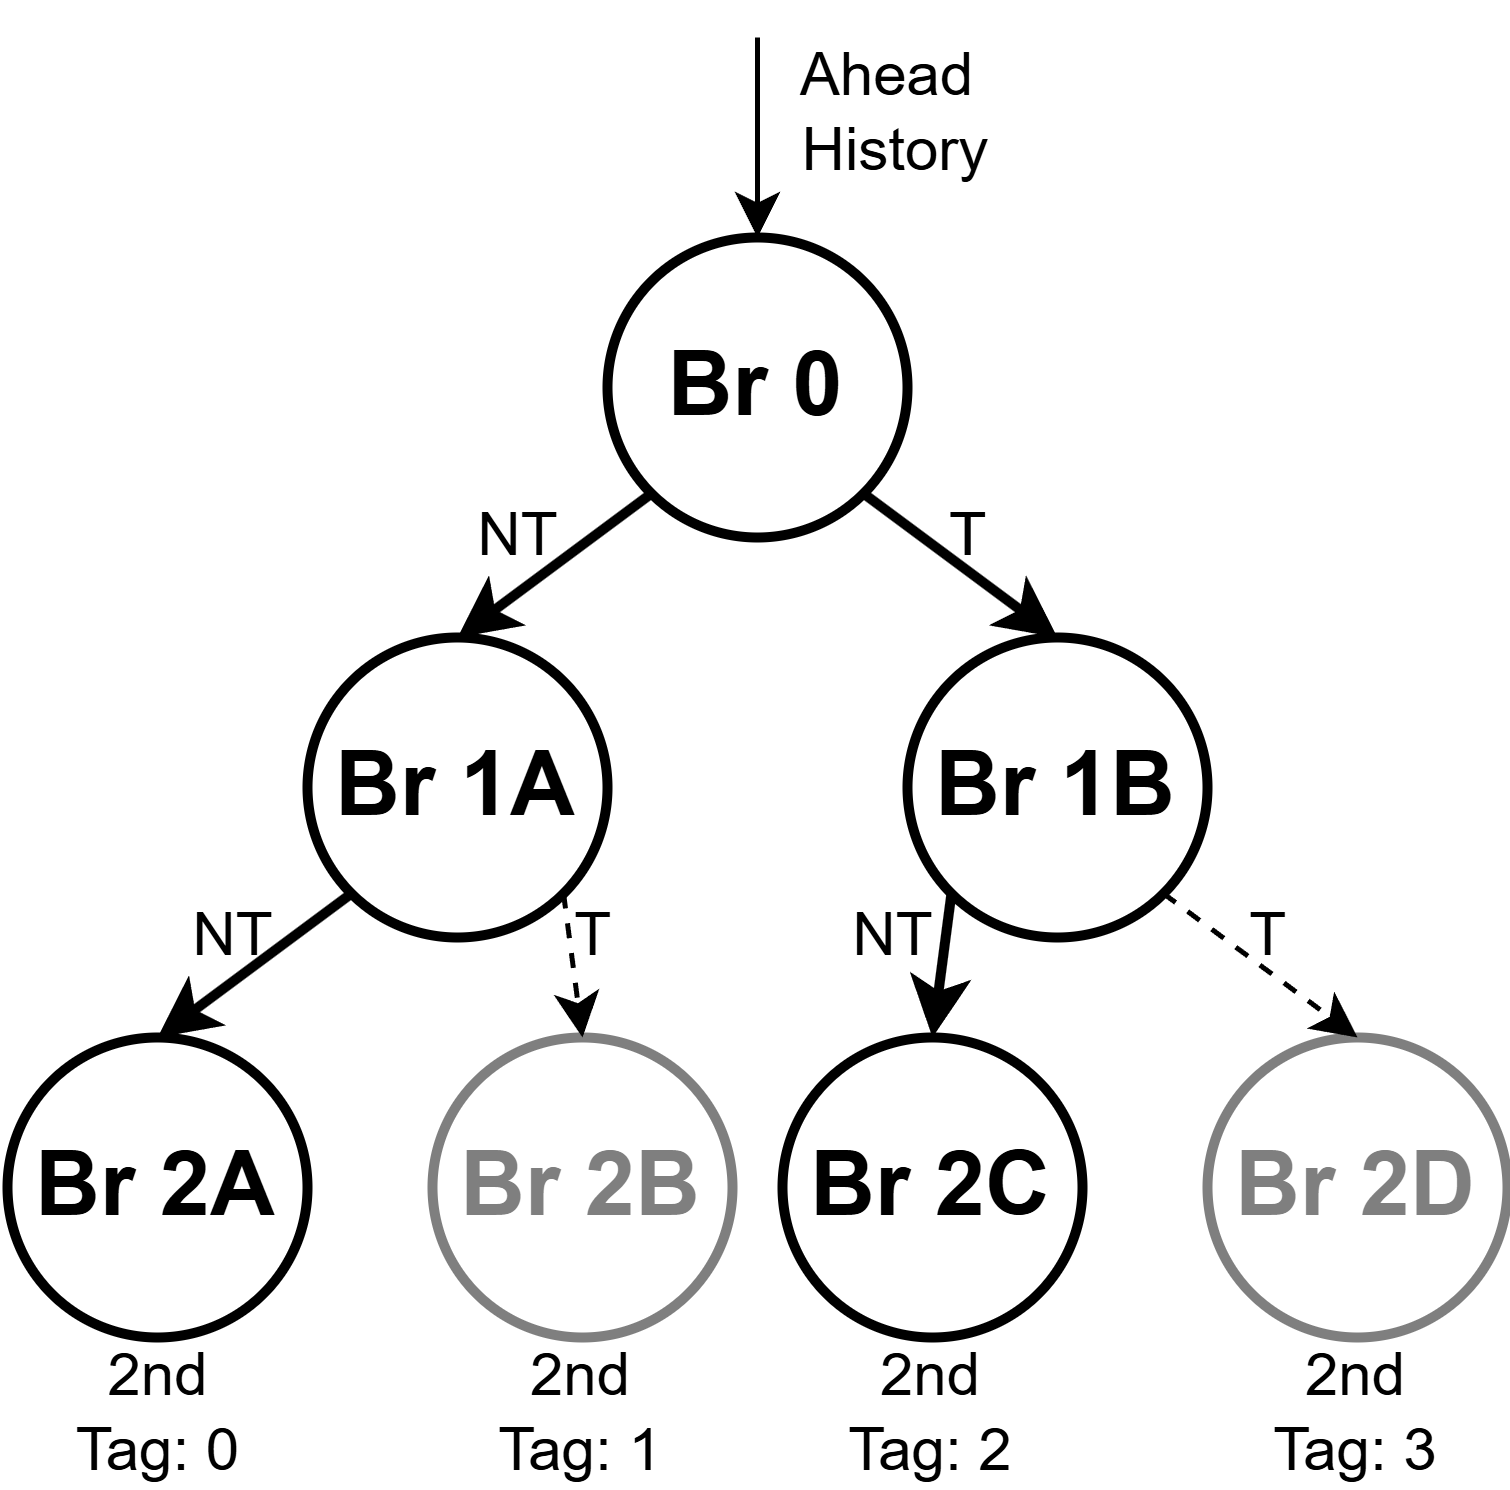 Ahead
History
Br 0
NT
T
Br 1A
Br 1B
NT
T
NT
T
Br 2A
Br 2B
Br 2C
Br 2D
2nd
Tag: 0
2nd
Tag: 1
2nd
Tag: 2
2nd
Tag: 3